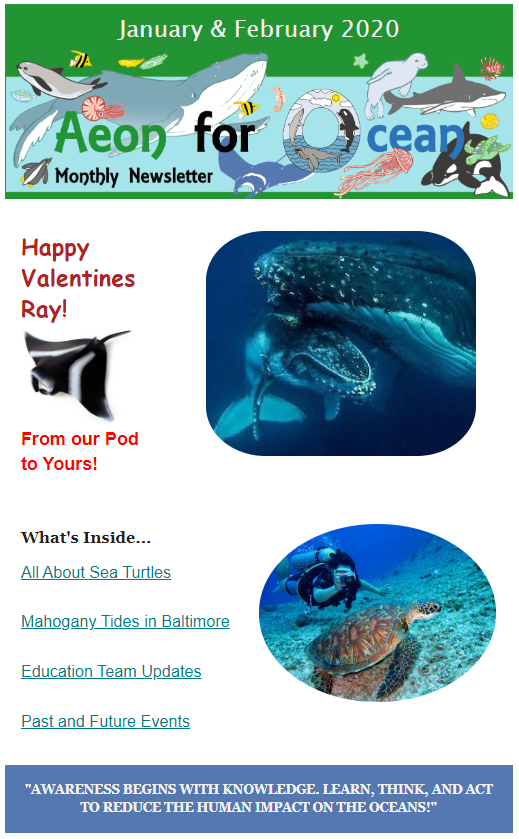 January & February 2020
Aeon for Ocean
Monthly Newsletter
Happy
Valentines
Ray!
From our Pod
to Yours!
What's Inside...
All About Sea Turtles
Mahogany Tides in Baltimore
Education Team Updates
Past and Future Events
"AWARENESS BEGINS WITH KNOWLEDGE. LEARN, THINK, AND ACT
TO REDUCE THE HUMAN IMPACT ON THE OCEANS!"